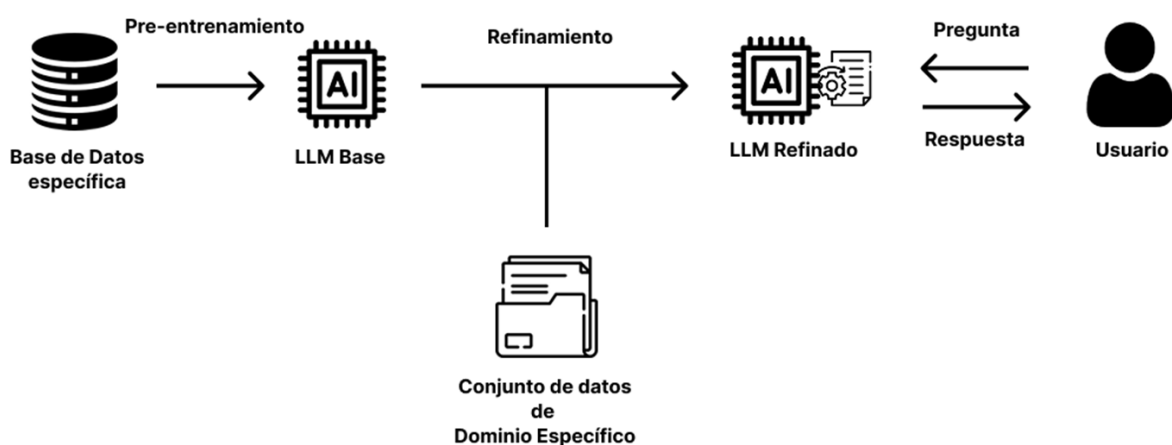 Pre-entrenamiento
Refinamiento
Pregunta
AI
AI
Respuesta
Base de Datos
específica
LLM Base
LLM Refinado
Usuario
Conjunto de datos
de
Dominio Específico